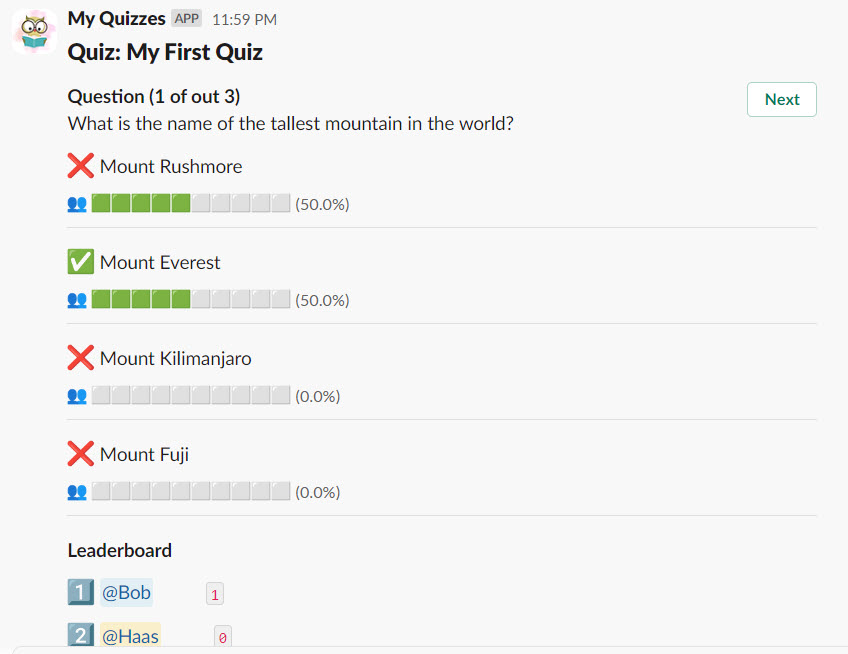 My Quizzes APP 11:59 PM
Quiz: My First Quiz
Question (1 of out 3)
Next
What is the name of the tallest mountain in the world?
Mount Rushmore
(50.0%)
Mount Everest
(50.0%)
Mount Kilimanjaro
(0.0%)
Mount Fuji
(0.0%)
Leaderboard
1 @Bob 1
2 @Haas 0